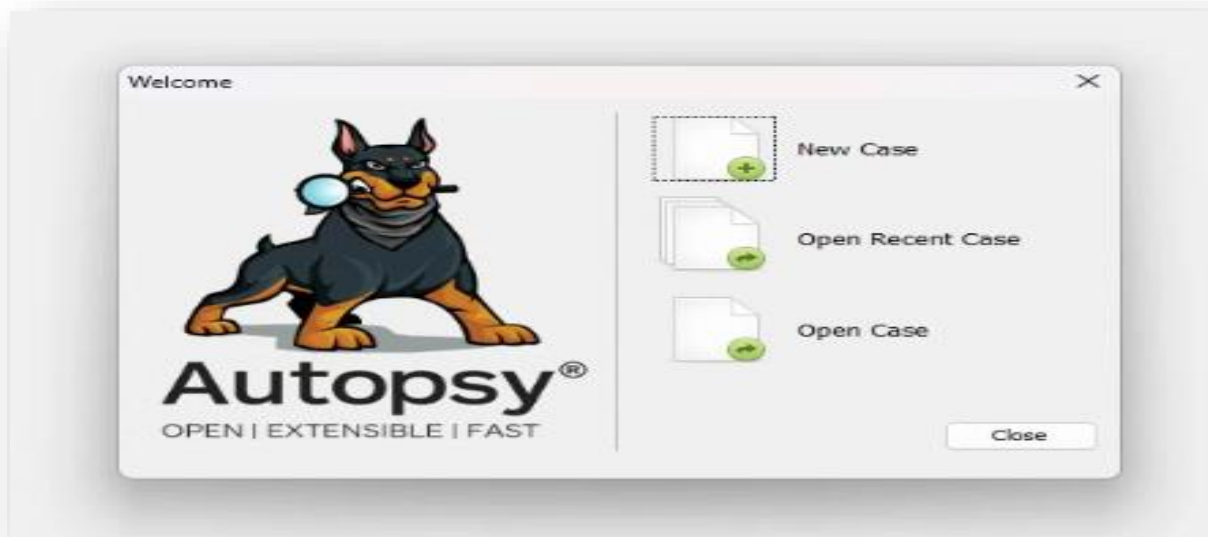 Welcome
New Case
Open Recent Case
Open Case
Autopsy®
OPEN | EXTENSIBLE | FAST
Close